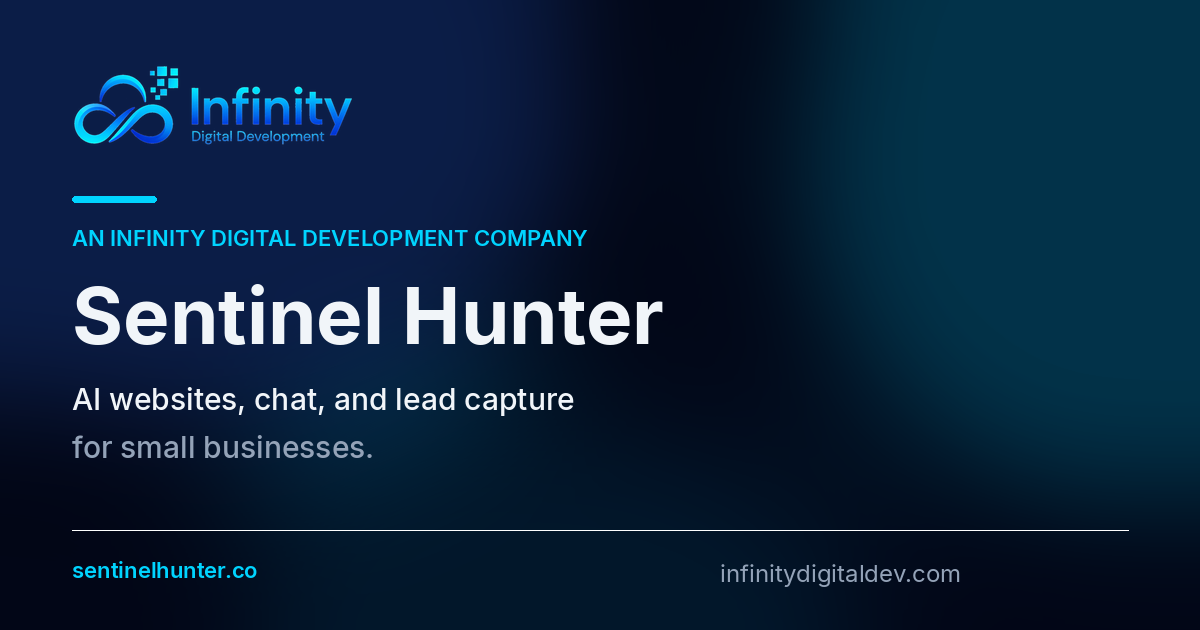 Infinity
Digital Development
AN INFINITY DIGITAL DEVELOPMENT COMPANY
Sentinel Hunter
AI websites, chat, and lead capture
for small businesses.
sentinelhunter.co
infinitydigitaldev.com